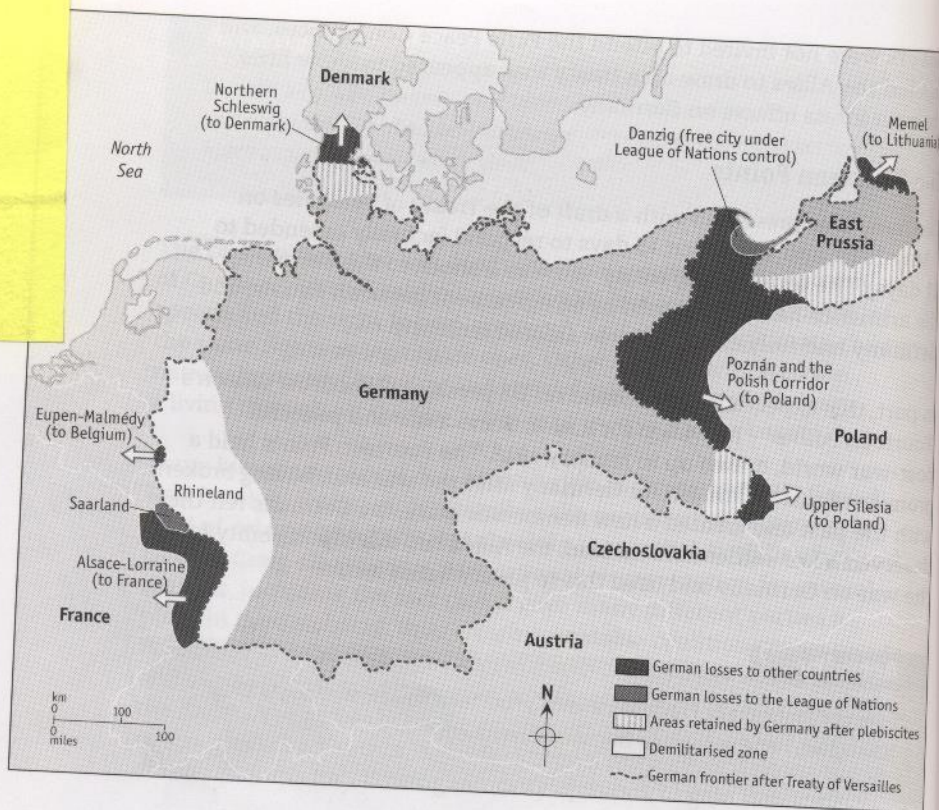 Denmark
Northern
Schleswig
(to Denmark)
North
Sea
Danzig (free city under
League of Nations control)
Memel
(to Lithuania)
East
Prussia
Germany
Poznán and the
Polish Corridor
(to Poland)
Poland
Eupen-Malmédy
(to Belgium)
Rhineland
Saarland
Upper Silesia
(to Poland)
Czechoslovakia
Alsace-Lorraine
(to France)
France
Austria
German losses to other countries
German losses to the League of Nations
Areas retained by Germany after plebiscites
Demilitarised zone
German frontier after Treaty of Versailles
N
km
0 100
0 100
miles